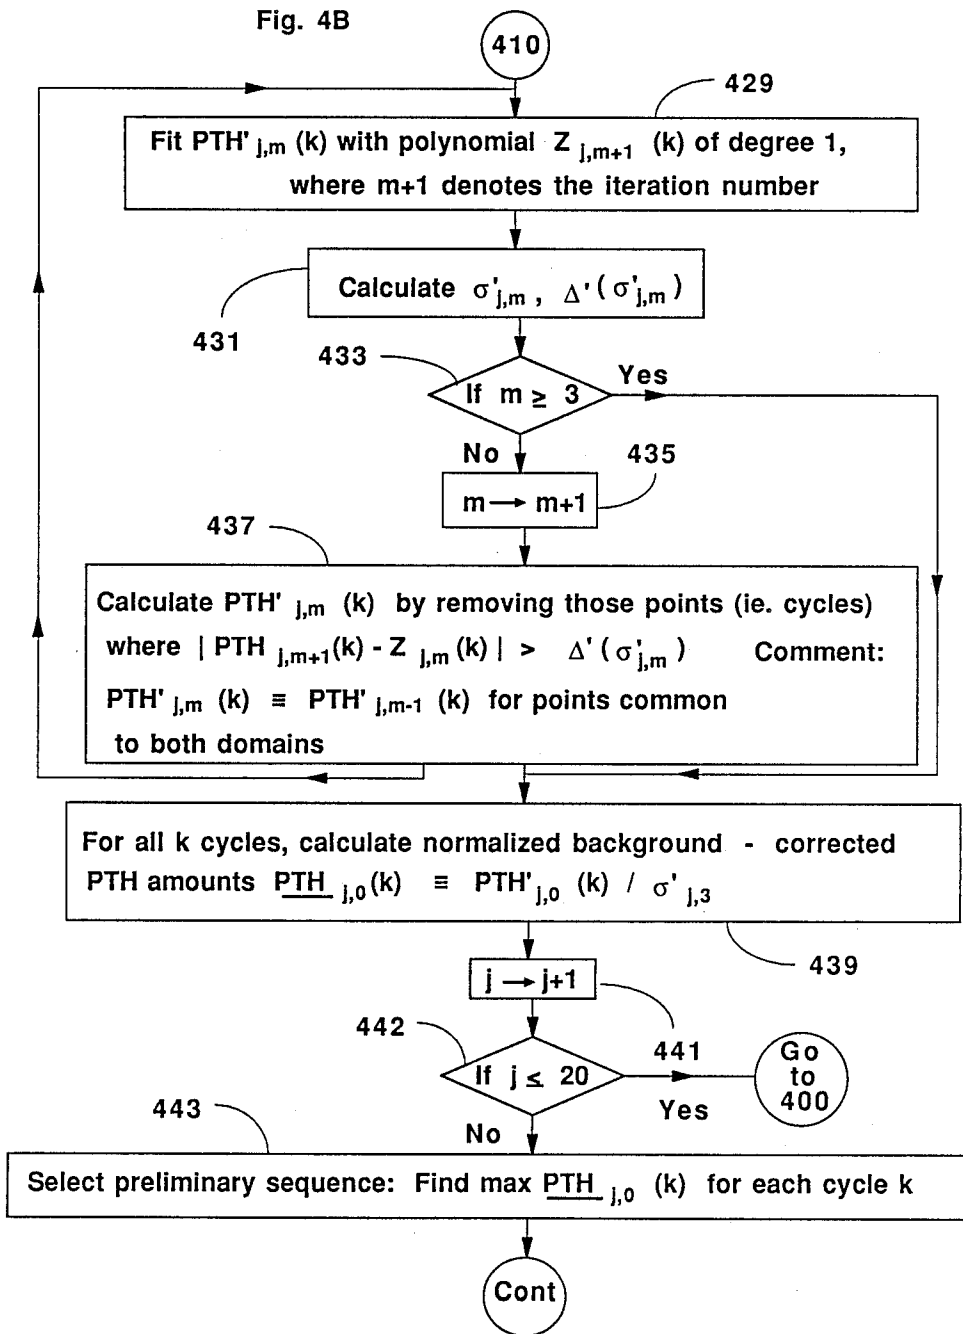 Fig. 4B
410
429
Fit PTH' j,m (k) with polynomial Z j,m+1 (k) of degree 1,
where m+1 denotes the iteration number
Calculate σ'j,m , Δ'(σ'j,m)
431
433
If m ≥ 3
Yes
No
435
m → m+1
437
Calculate PTH' j,m (k) by removing those points (ie. cycles)
where | PTH j,m+1(k) - Z j,m(k) | > Δ'(σ'j,m) Comment:
PTH' j,m (k) ≡ PTH' j,m-1 (k) for points common
to both domains
For all k cycles, calculate normalized background - corrected
PTH amounts PTH j,0(k) ≡ PTH' j,0 (k) / σ' j,3
439
j → j+1
441
442
If j ≤ 20
Yes
Go
to
400
No
443
Select preliminary sequence: Find max PTH j,0 (k) for each cycle k
Cont